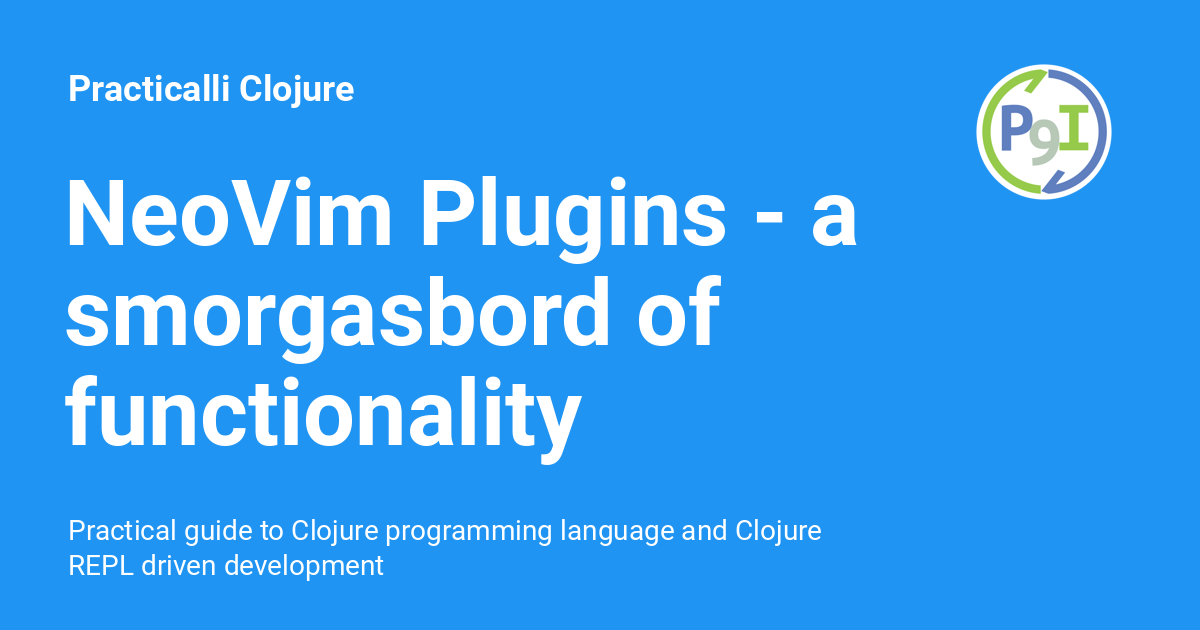 Practicalli Clojure
P9I
NeoVim Plugins - a
smorgasbord of
functionality
Practical guide to Clojure programming language and Clojure
REPL driven development